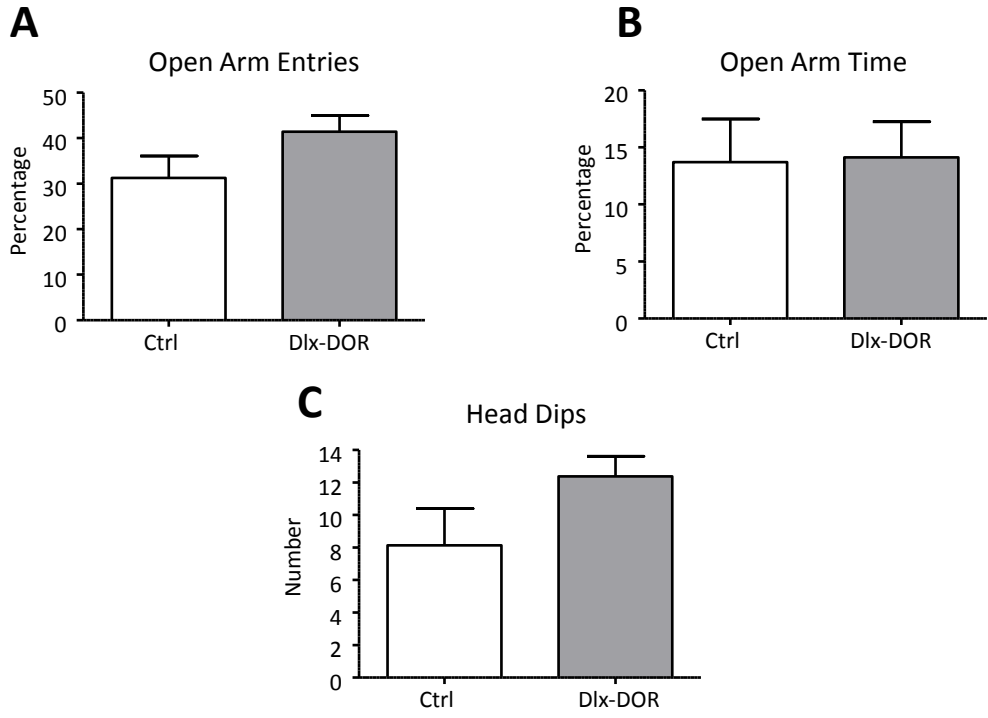 A
Open Arm Entries
Percentage
50
40
30
20
10
0
Ctrl
Dlx-DOR
B
Open Arm Time
Percentage
20
15
10
5
0
Ctrl
Dlx-DOR
C
Head Dips
Number
14
12
10
8
6
4
2
0
Ctrl
Dlx-DOR